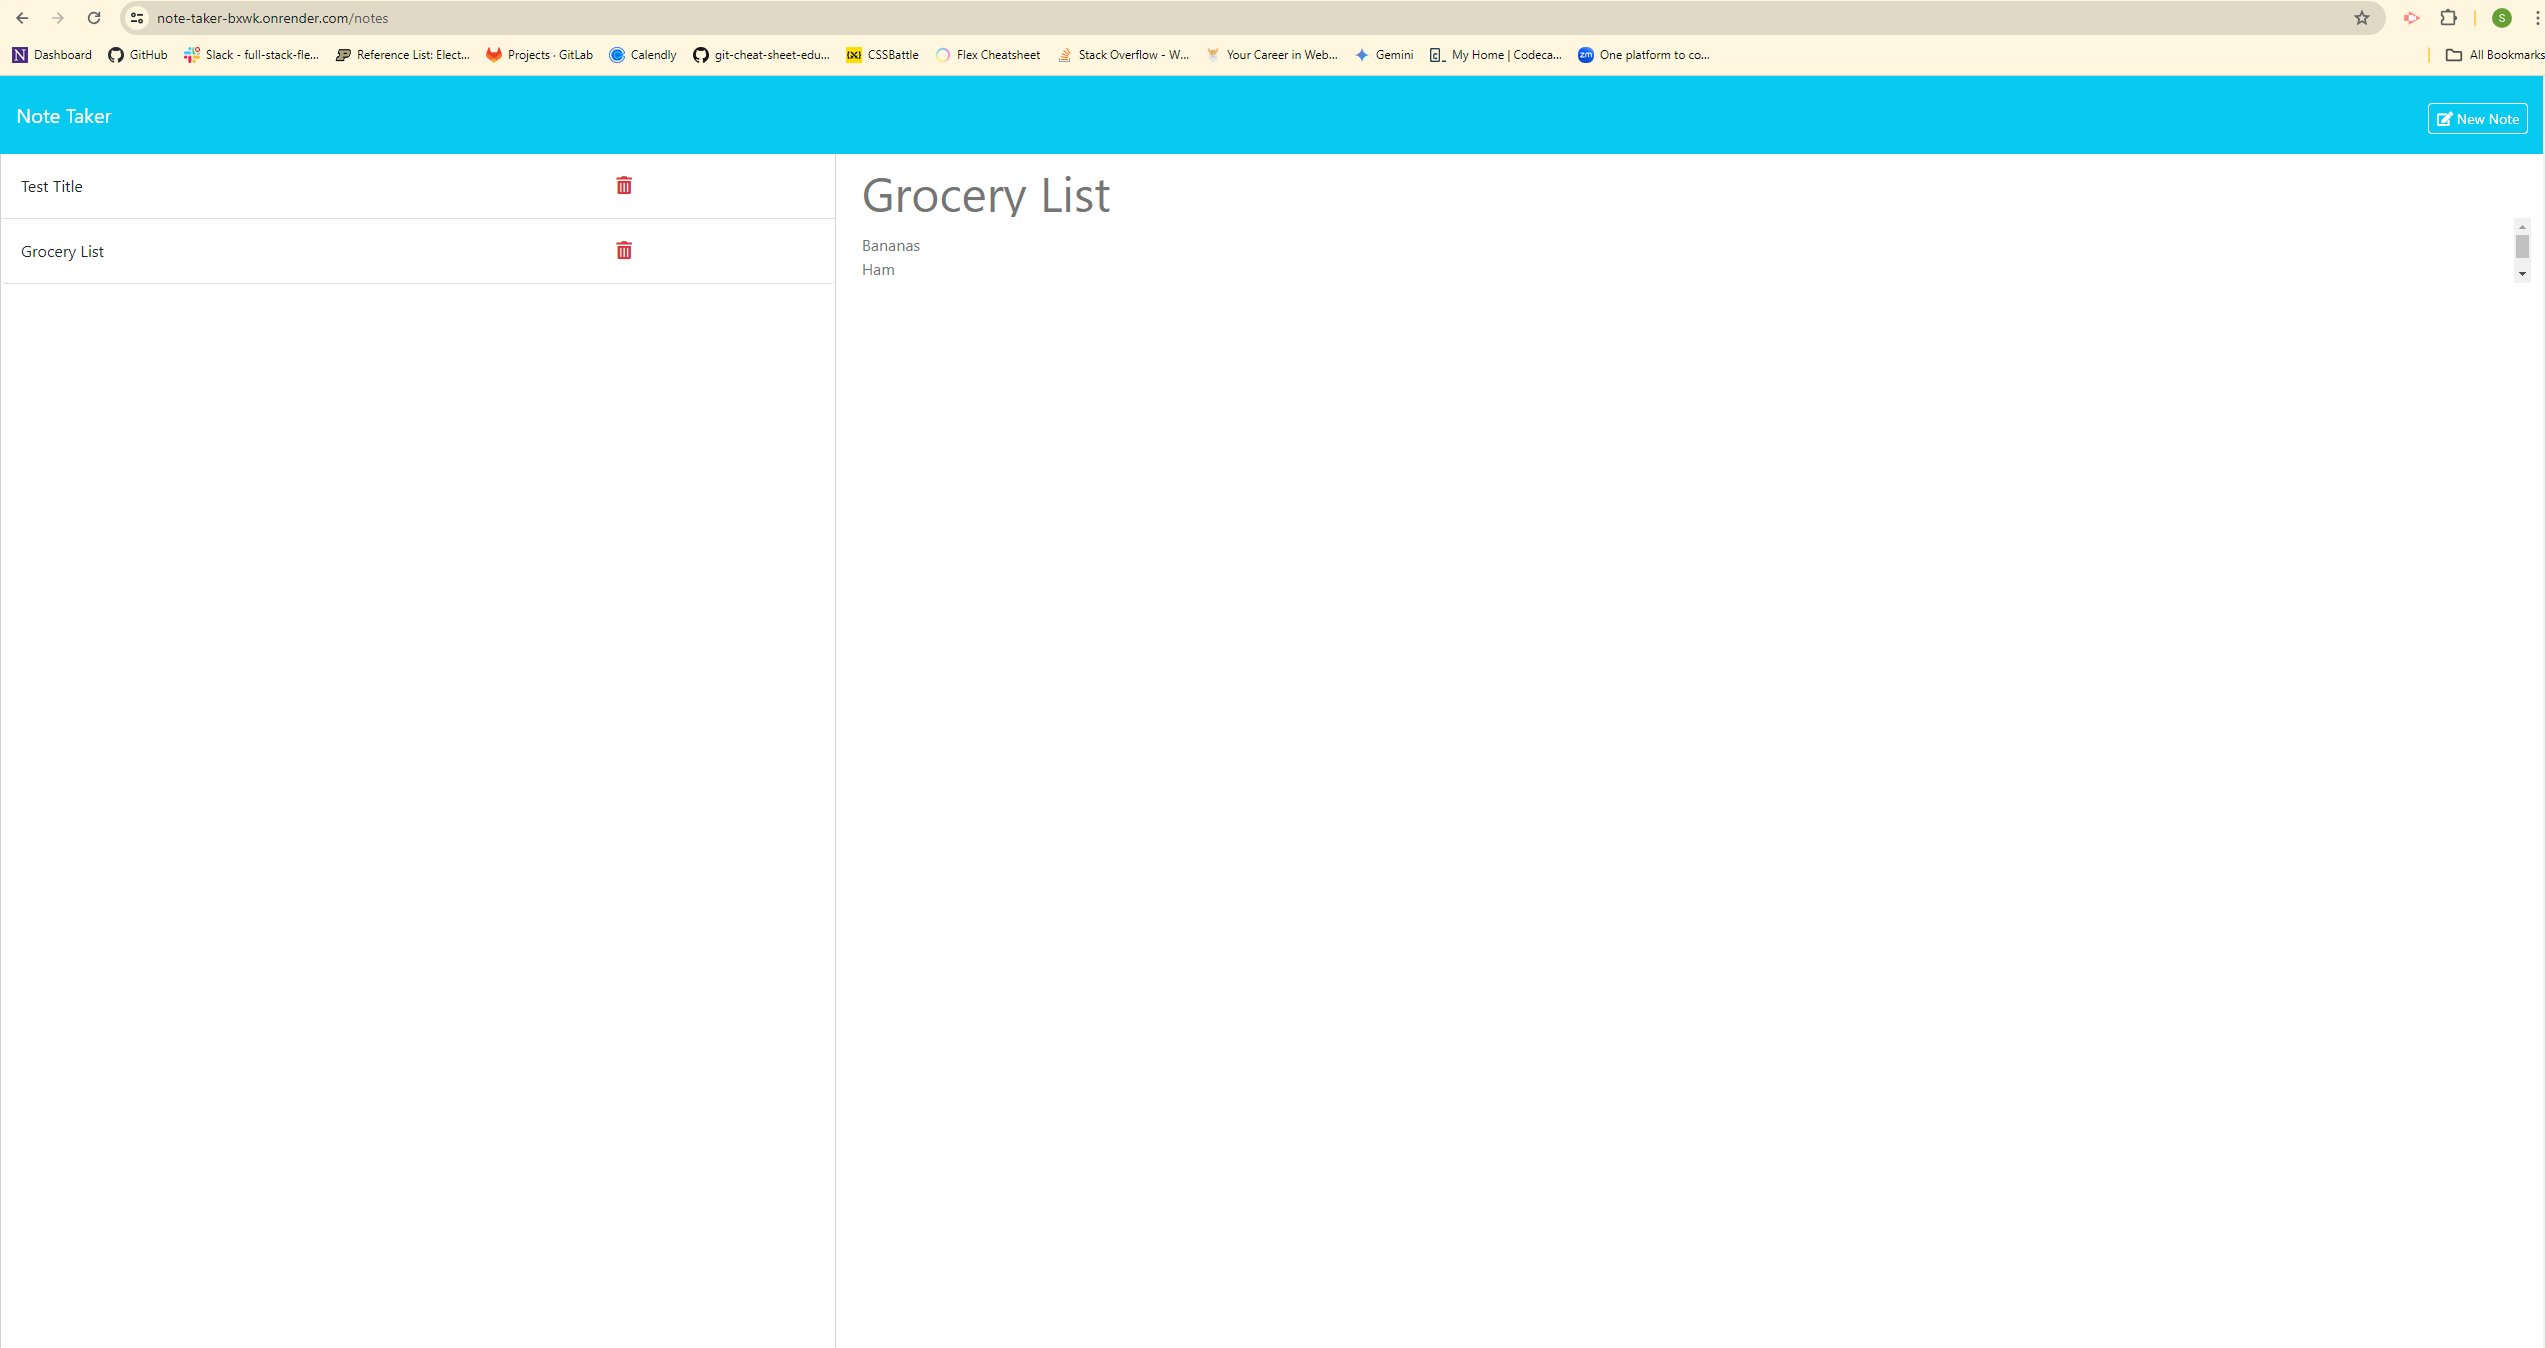 note-taker-bxwk.onrender.com/notes
S
N Dashboard GitHub Slack - full-stack-fle... Reference List: Elect... Projects · GitLab Calendly git-cheat-sheet-edu... CSSBattle Flex Cheatsheet Stack Overflow - W... Your Career in Web... Gemini My Home | Codeca... zm One platform to co... All Bookmarks
Note Taker
New Note
Test Title
Grocery List
Grocery List
Bananas
Ham